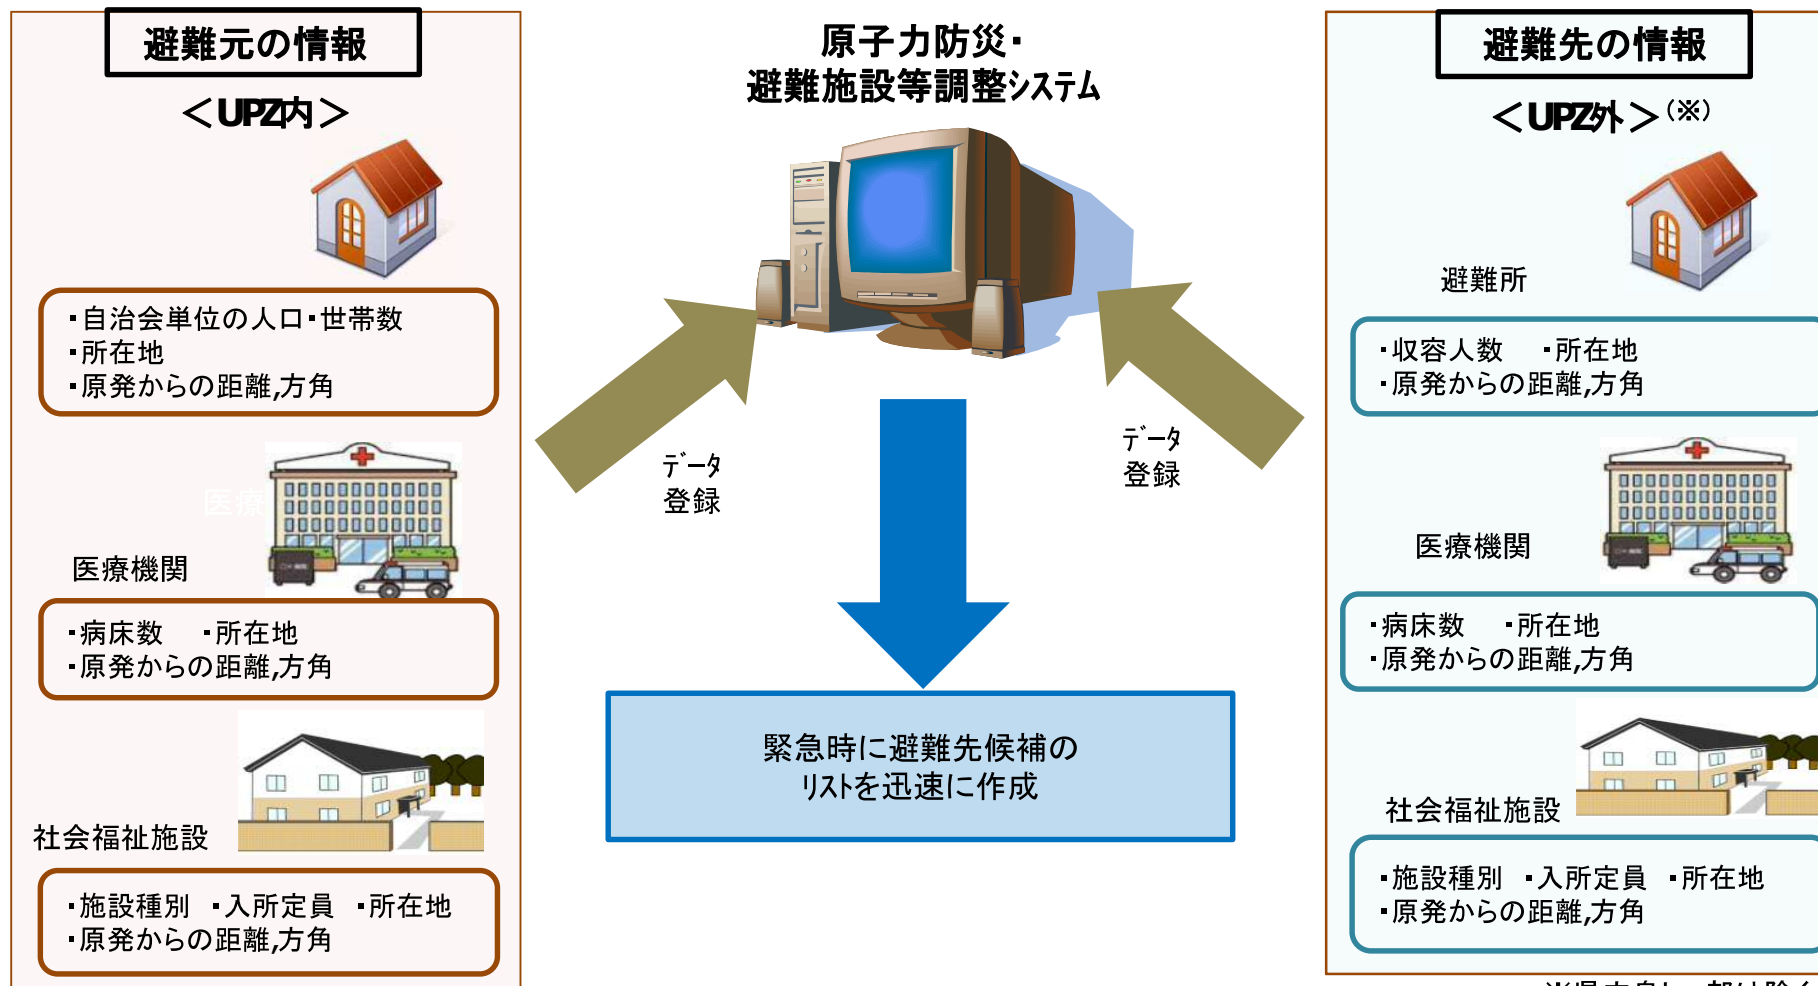 避難元の情報
＜UPZ内＞
・自治会単位の人口・世帯数
・所在地
・原発からの距離,方角
医療
医療機関
・病床数　・所在地
・原発からの距離,方角
社会福祉施設
・施設種別　・入所定員　・所在地
・原発からの距離,方角
原子力防災・
避難施設等調整システム
データ
登録
データ
登録
緊急時に避難先候補の
リストを迅速に作成
避難先の情報
＜UPZ外＞(※)
避難所
・収容人数　・所在地
・原発からの距離,方角
医療機関
・病床数　・所在地
・原発からの距離,方角
社会福祉施設
・施設種別　・入所定員　・所在地
・原発からの距離,方角